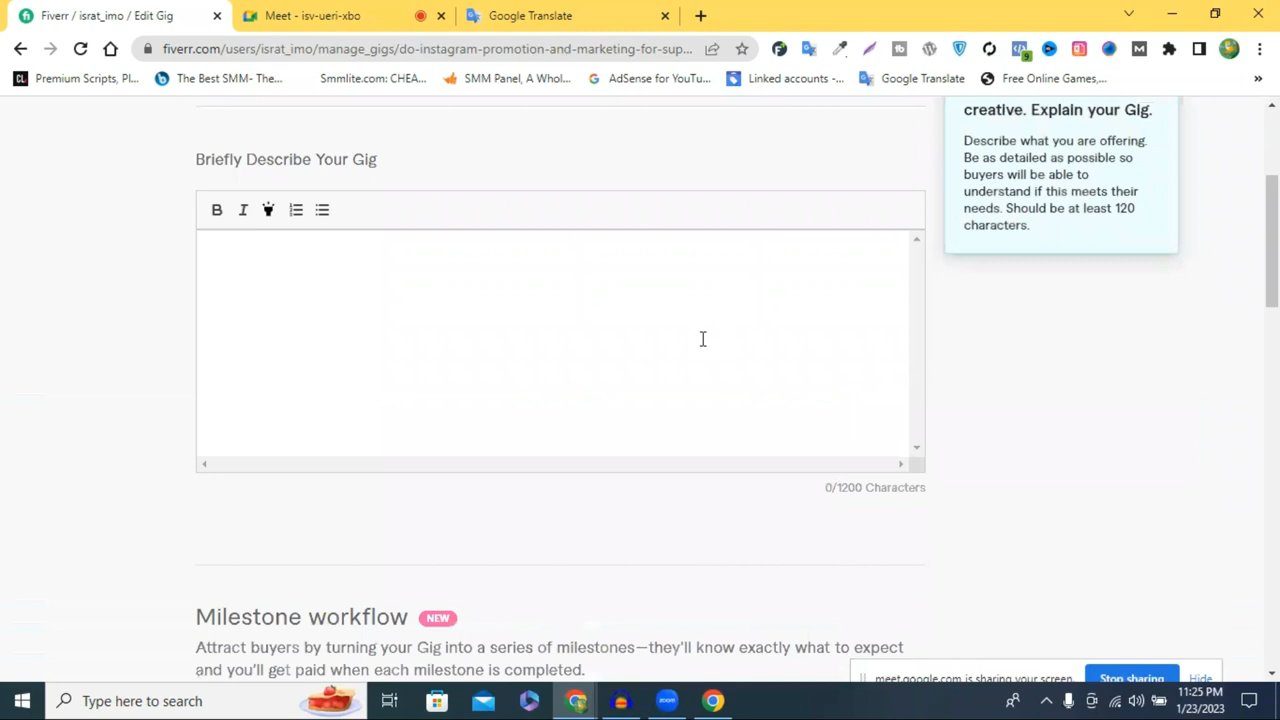 Fiverr / israt_imo / Edit Gig
Meet - isv-ueri-xbo
Google Translate
fiverr.com/users/israt_imo/manage_gigs/do-instagram-promotion-and-marketing-for-sup...
Premium Scripts, Pl...
The Best SMM- The...
Smmlite.com: CHEA...
SMM Panel, A Whol...
AdSense for YouTu...
Linked accounts -...
Google Translate
Free Online Games,...
»
creative. Explain your Gig.
Describe what you are offering.
Be as detailed as possible so
buyers will be able to
understand if this meets their
needs. Should be at least 120
characters.
Briefly Describe Your Gig
B I
0/1200 Characters
Milestone workflow NEW
Attract buyers by turning your Gig into a series of milestones—they'll know exactly what to expect
and you'll get paid when each milestone is completed.
meet.google.com is sharing your screen.
Stop sharing
Hide
Type here to search
zoom
11:25 PM
1/23/2023